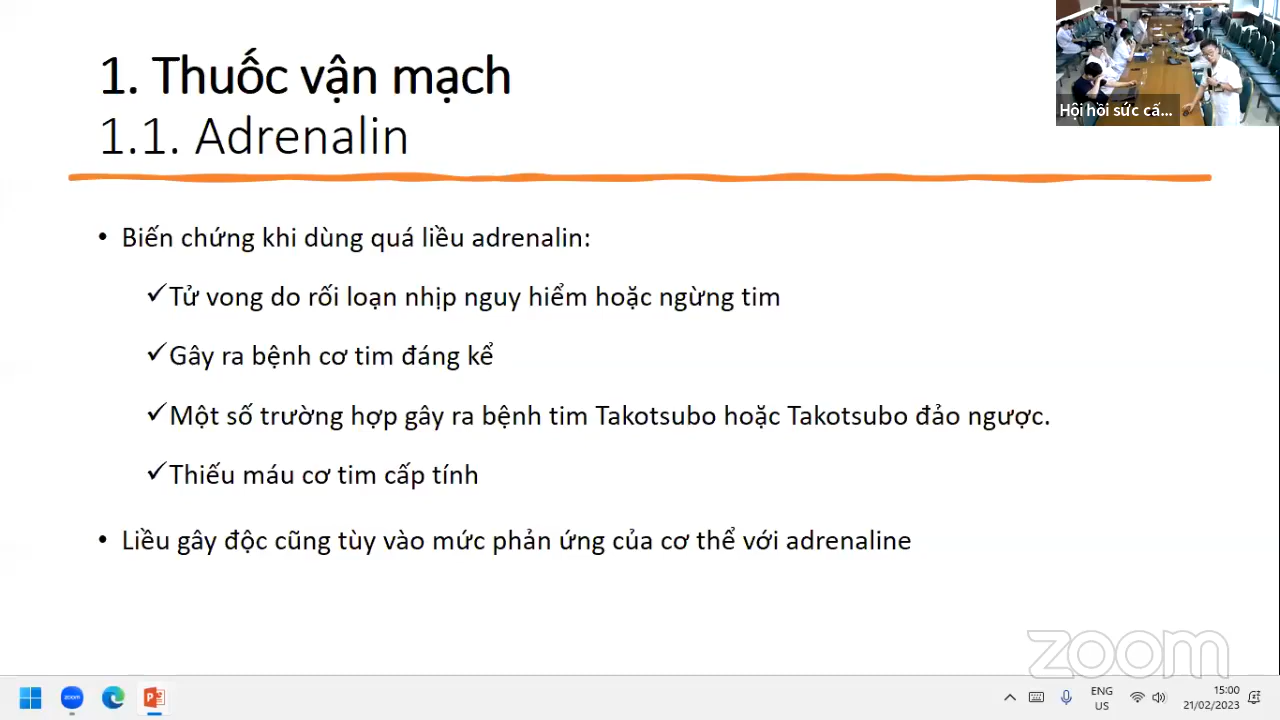 1. Thuốc vận mạch
1.1. Adrenalin
Hội hồi sức cấ...
• Biến chứng khi dùng quá liều adrenalin:
✓Tử vong do rối loạn nhịp nguy hiểm hoặc ngừng tim
✓Gây ra bệnh cơ tim đáng kể
✓Một số trường hợp gây ra bệnh tim Takotsubo hoặc Takotsubo đảo ngược.
✓Thiếu máu cơ tim cấp tính
• Liều gây độc cũng tùy vào mức phản ứng của cơ thể với adrenaline
zoom
zoom
ENG
US
15:00
21/02/2023